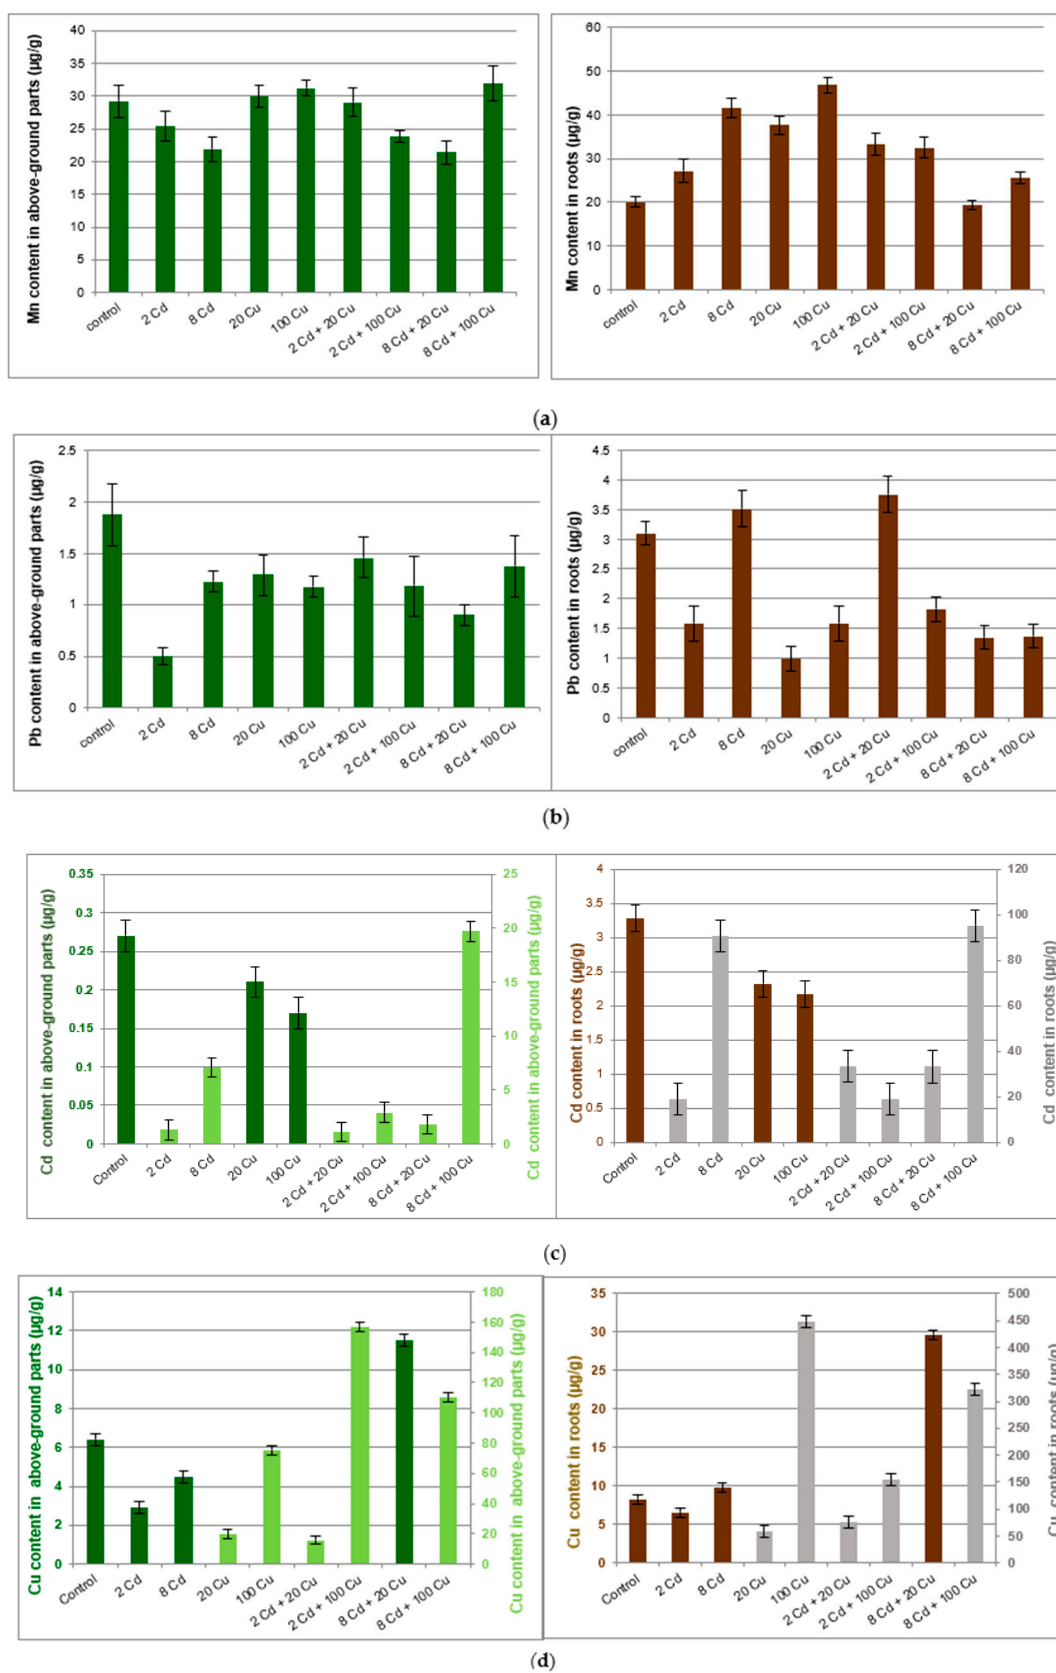 Mn content in above-ground parts (µg/g)
40
35
30
25
20
15
10
5
0
control
2 Cd
8 Cd
20 Cu
100 Cu
2 Cd + 20 Cu
2 Cd + 100 Cu
8 Cd + 20 Cu
8 Cd + 100 Cu
Mn content in roots (µg/g)
60
50
40
30
20
10
0
control
2 Cd
8 Cd
20 Cu
100 Cu
2 Cd + 20 Cu
2 Cd + 100 Cu
8 Cd + 20 Cu
8 Cd + 100 Cu
(a)
Pb content in above-ground parts (µg/g)
2.5
2
1.5
1
0.5
0
control
2 Cd
8 Cd
20 Cu
100 Cu
2 Cd + 20 Cu
2 Cd + 100 Cu
8 Cd + 20 Cu
8 Cd + 100 Cu
Pb content in roots (µg/g)
4.5
4
3.5
3
2.5
2
1.5
1
0.5
0
control
2 Cd
8 Cd
20 Cu
100 Cu
2 Cd + 20 Cu
2 Cd + 100 Cu
8 Cd + 20 Cu
8 Cd + 100 Cu
(b)
Cd content in above-ground parts (µg/g)
0.35
0.3
0.25
0.2
0.15
0.1
0.05
0
Control
2 Cd
8 Cd
20 Cu
100 Cu
2 Cd + 20 Cu
2 Cd + 100 Cu
8 Cd + 20 Cu
8 Cd + 100 Cu
25
20
15
10
5
0
Cd content in above-ground parts (µg/g)
Cd content in roots (µg/g)
4
3.5
3
2.5
2
1.5
1
0.5
0
Control
2 Cd
8 Cd
20 Cu
100 Cu
2 Cd + 20 Cu
2 Cd + 100 Cu
8 Cd + 20 Cu
8 Cd + 100 Cu
120
100
80
60
40
20
0
Cd content in roots (µg/g)
(c)
Cu content in above-ground parts (µg/g)
14
12
10
8
6
4
2
0
Control
2 Cd
8 Cd
20 Cu
100 Cu
2 Cd + 20 Cu
2 Cd + 100 Cu
8 Cd + 20 Cu
8 Cd + 100 Cu
180
160
140
120
100
80
60
40
20
0
Cu content in above-ground parts (µg/g)
Cu content in roots (µg/g)
35
30
25
20
15
10
5
0
Control
2 Cd
8 Cd
20 Cu
100 Cu
2 Cd + 20 Cu
2 Cd + 100 Cu
8 Cd + 20 Cu
8 Cd + 100 Cu
500
450
400
350
300
250
200
150
100
50
0
Cu content in roots (µg/g)
(d)